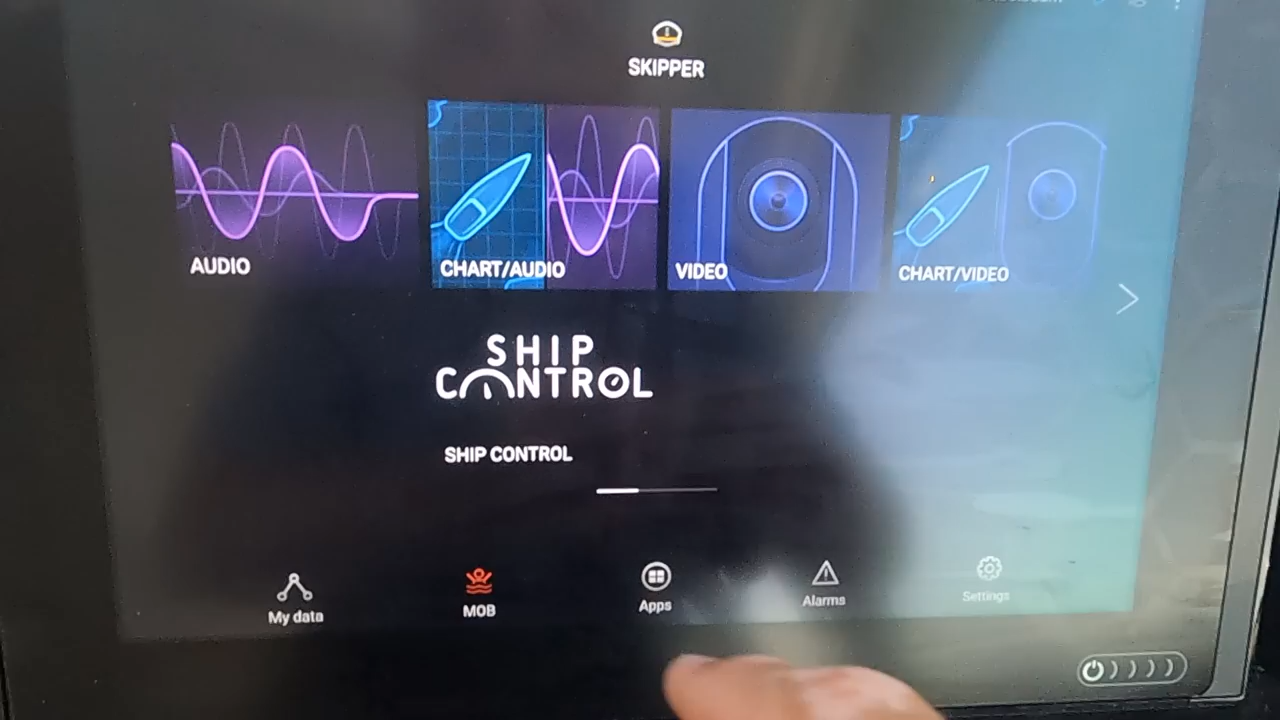 SKIPPER
AUDIO
CHART/AUDIO
VIDEO
CHART/VIDEO
SHIP
CONTROL
SHIP CONTROL
My data
MOB
Apps
Alarms
Settings